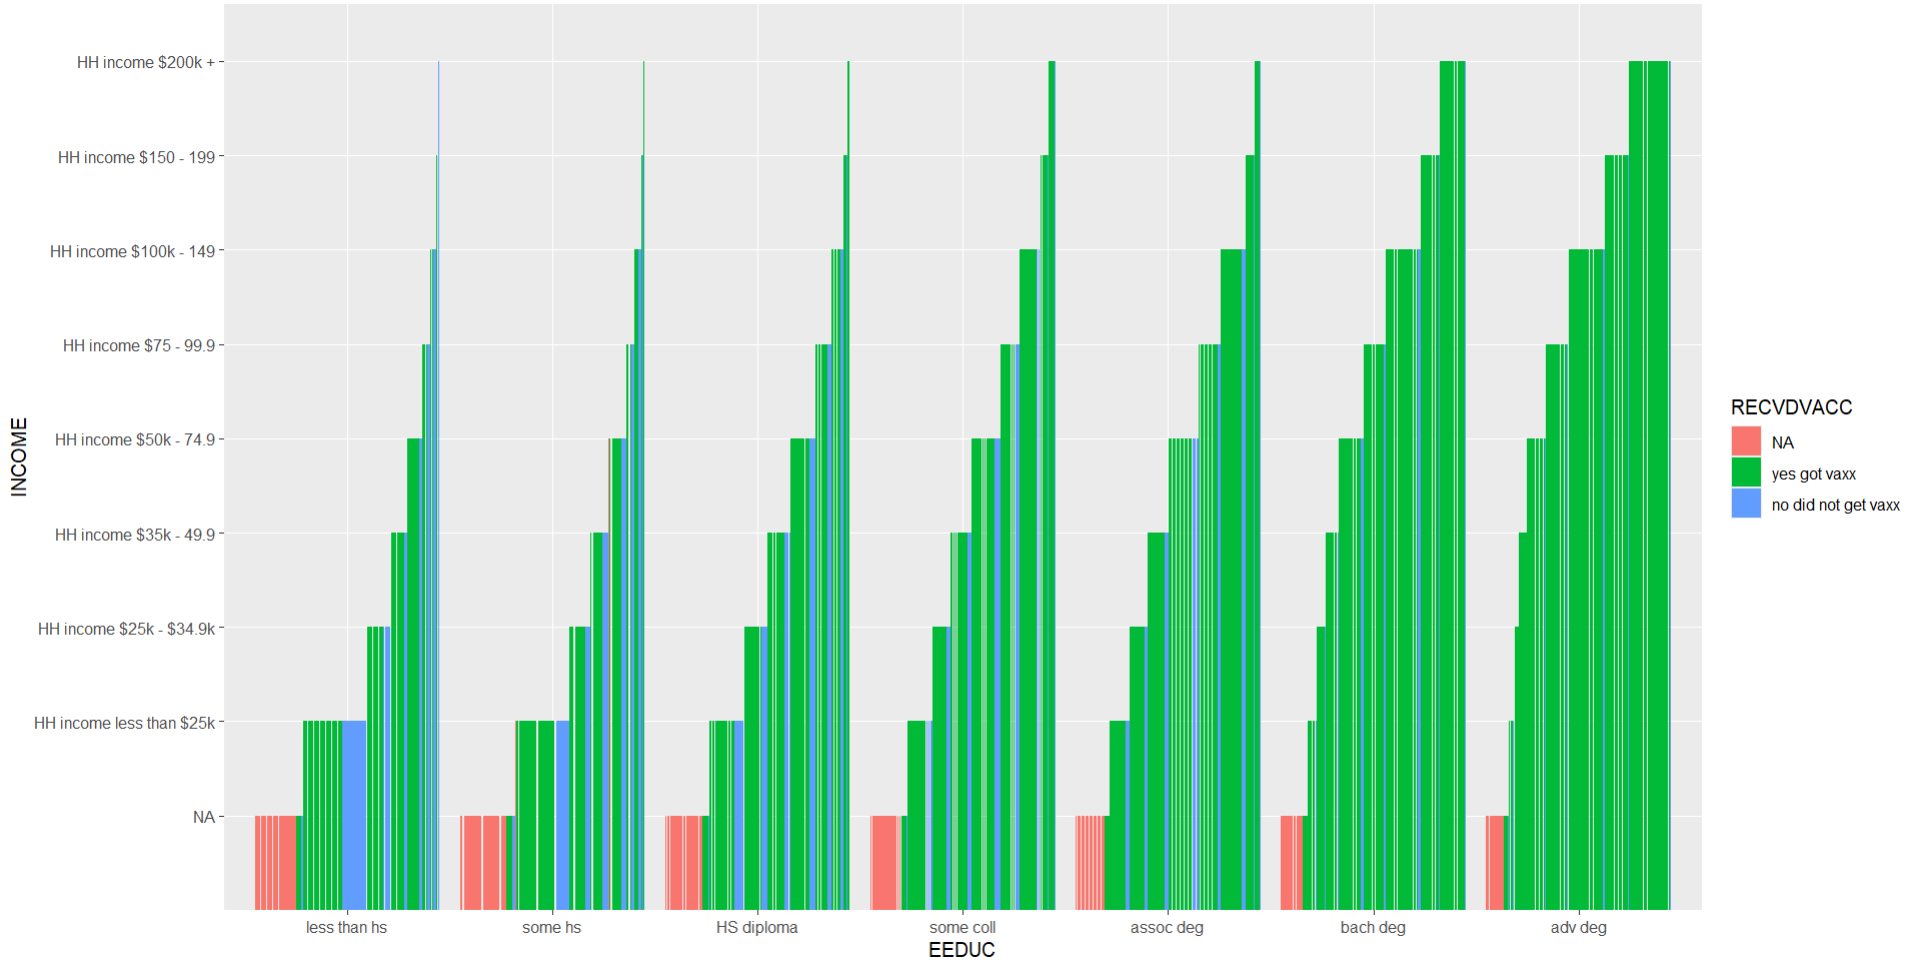 HH income $200k +
HH income $150 - 199
HH income $100k - 149
HH income $75 - 99.9
HH income $50k - 74.9
HH income $35k - 49.9
HH income $25k - $34.9k
HH income less than $25k
NA
INCOME
less than hs
some hs
HS diploma
some coll
assoc deg
bach deg
adv deg
EEDUC
RECVDVACC
NA
yes got vaxx
no did not get vaxx